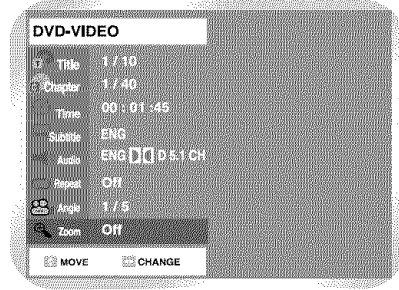 DVD-VIDEO
Title 1 / 10
Chapter 1 / 40
Time 00 : 01 :45
Subtitle ENG
Audio ENG D 5.1 CH
Repeat Off
Angle 1 / 5
Zoom Off
MOVE CHANGE